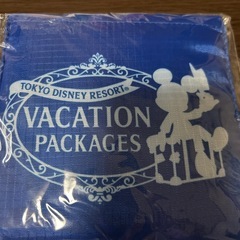 TOKYO DISNEY RESORT®
VACATION
PACKAGES